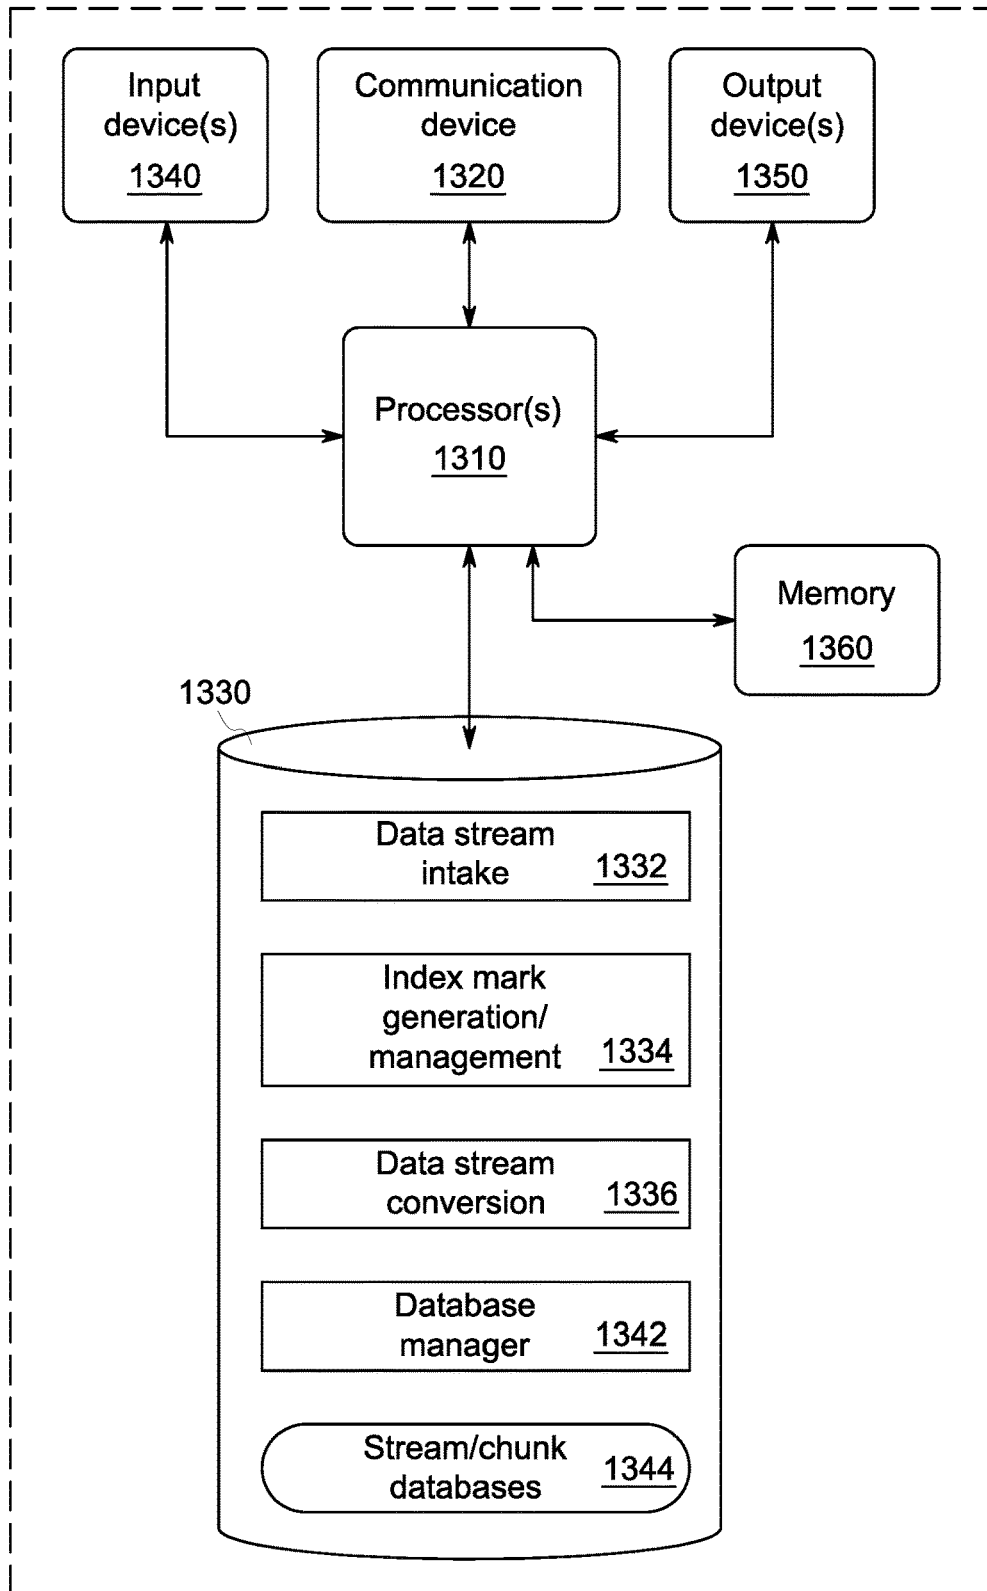 Input
device(s)
1340
Communication
device
1320
Output
device(s)
1350
Processor(s)
1310
Memory
1360
1330
Data stream
intake
1332
Index mark
generation/
management
1334
Data stream
conversion
1336
Database
manager
1342
Stream/chunk
databases
1344